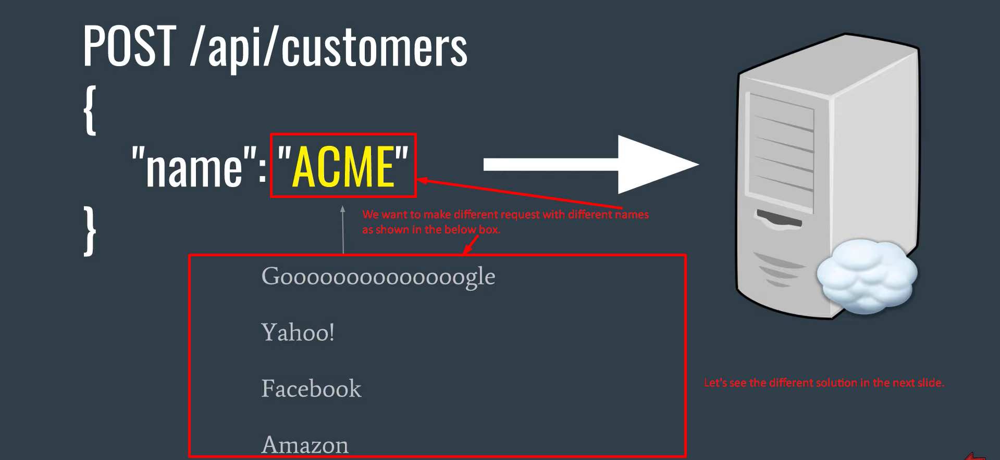 POST /api/customers
{
"name": "ACME"
}
We want to make different request with different names
as shown in the below box.
Goooooooooooooogle
Yahoo!
Facebook
Amazon
Let's see the different solution in the next slide.